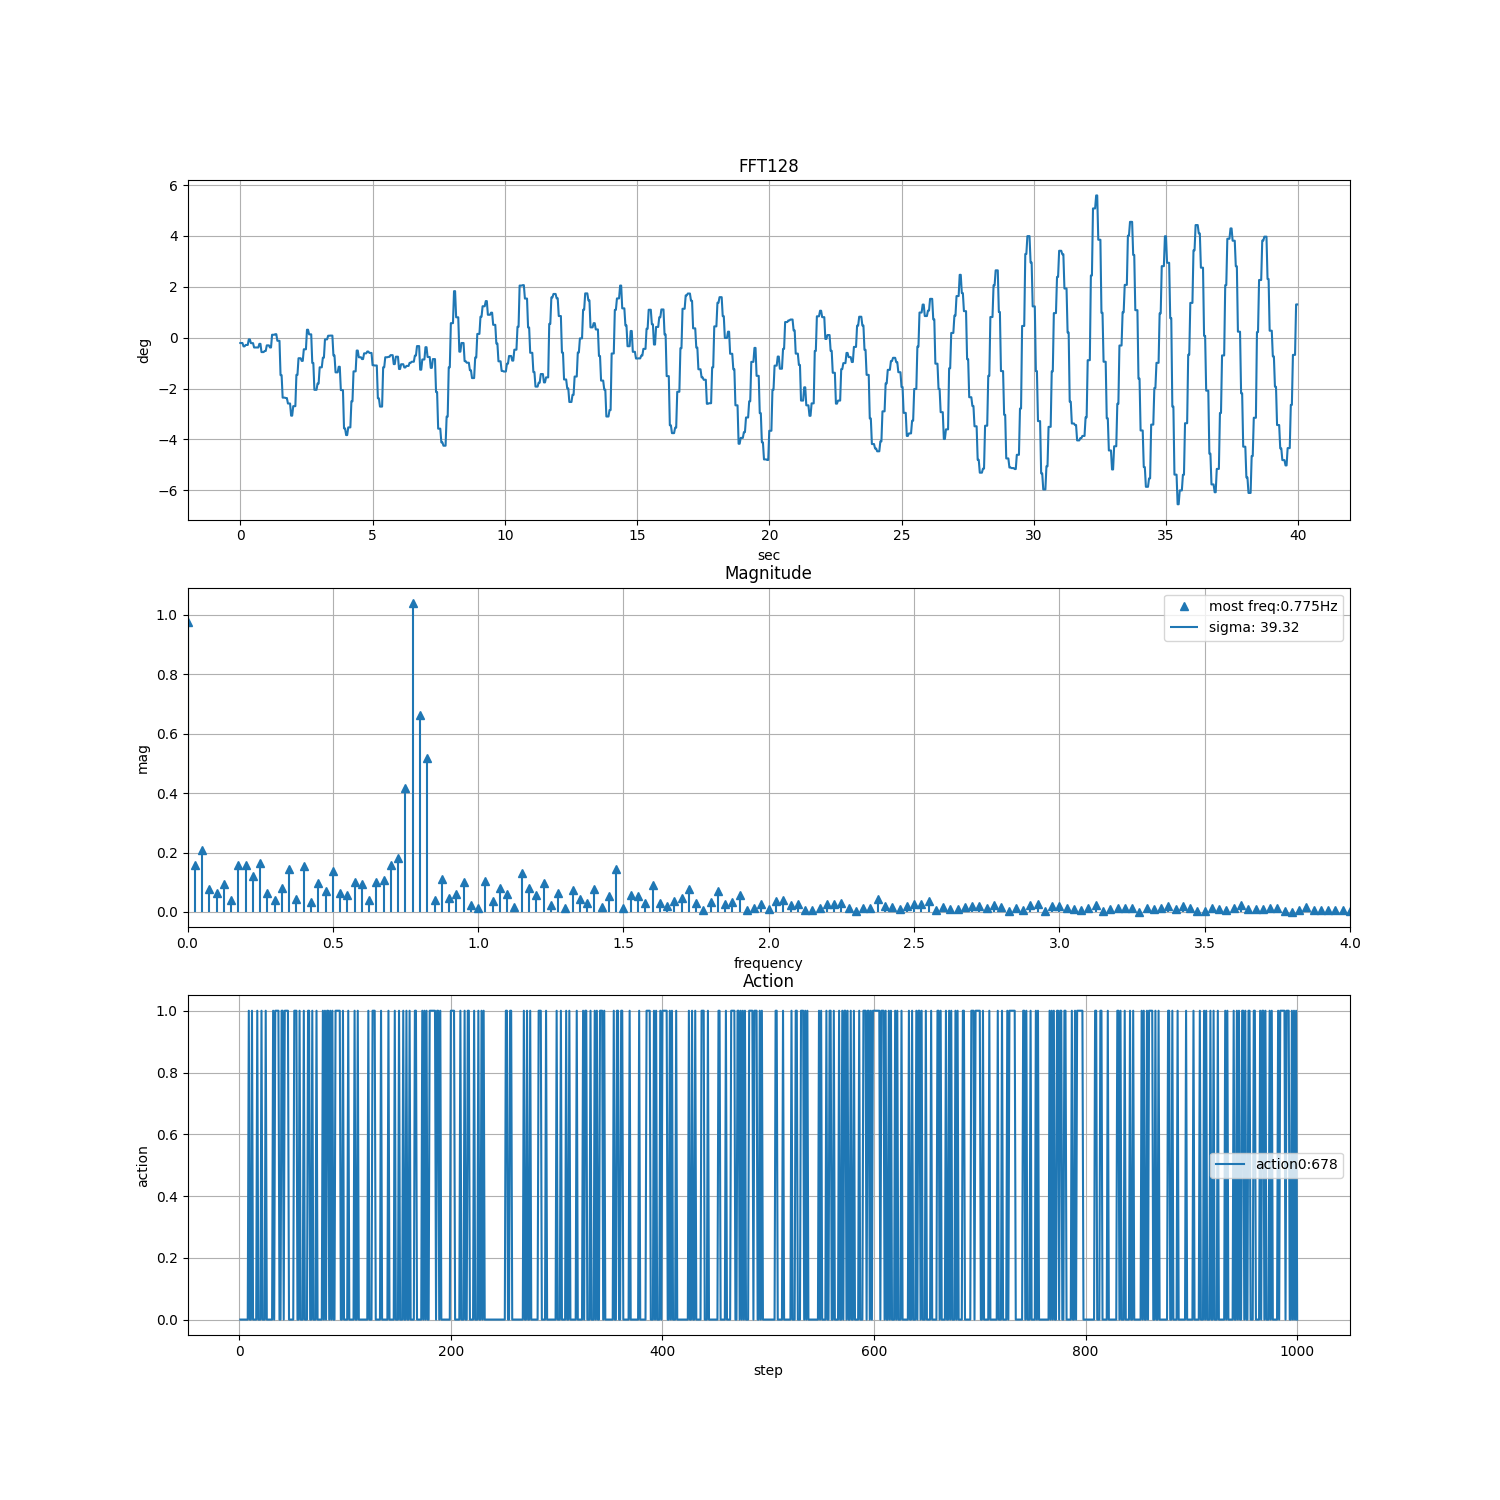 FFT128
6
4
2
0
−2
−4
−6
deg
0 5 10 15 20 25 30 35 40
sec
Magnitude
1.0
0.8
0.6
0.4
0.2
0.0
mag
most freq:0.775Hz
sigma: 39.32
0.0 0.5 1.0 1.5 2.0 2.5 3.0 3.5 4.0
frequency
Action
1.0
0.8
0.6
0.4
0.2
0.0
action
action0:678
0 200 400 600 800 1000
step